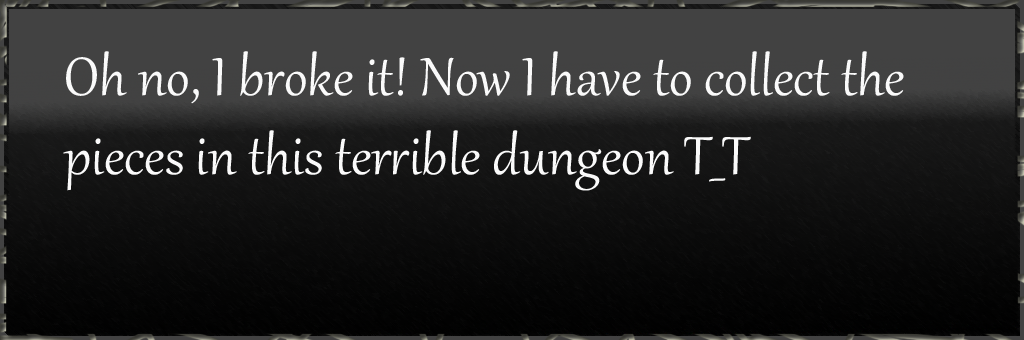 Oh no, I broke it! Now I have to collect the
pieces in this terrible dungeon T_T